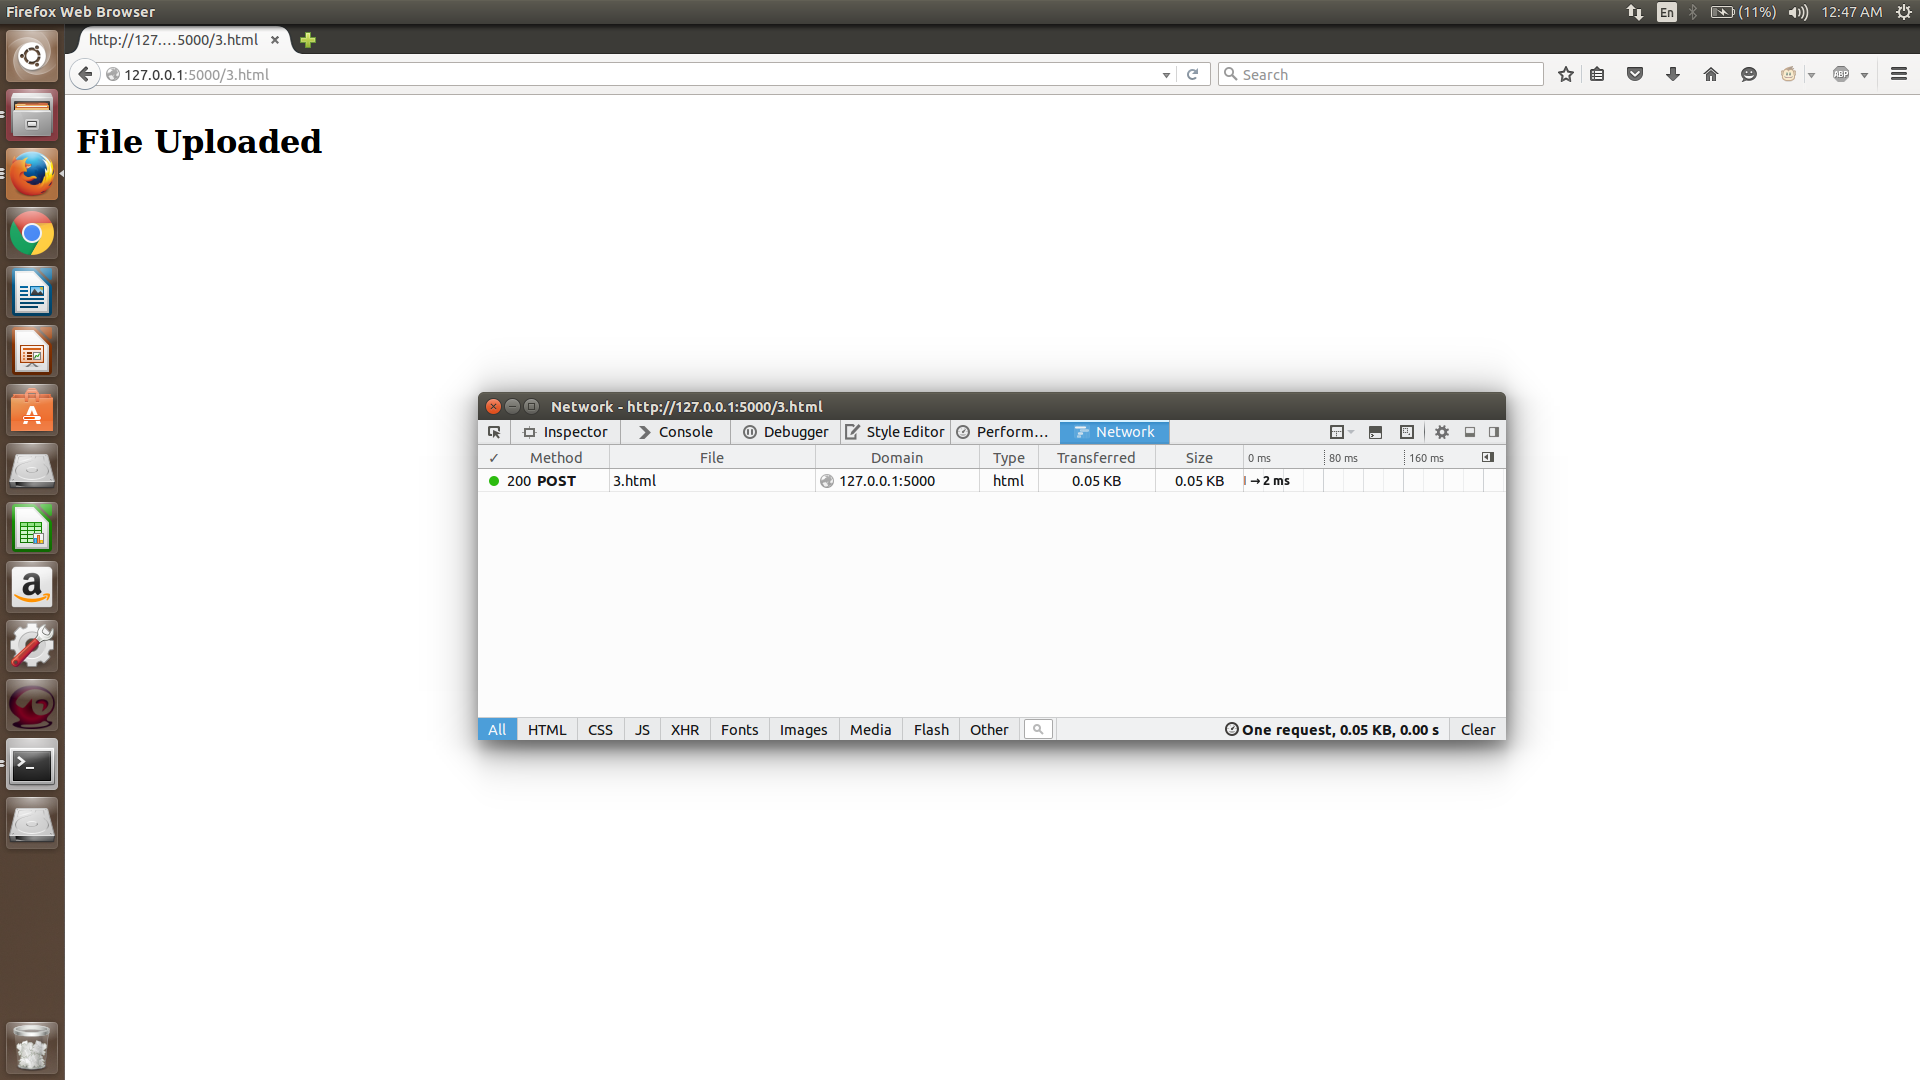 Firefox Web Browser
En
(11%)
12:47 AM
http://127....5000/3.html
127.0.0.1:5000/3.html
Search
ABP
File Uploaded
Network - http://127.0.0.1:5000/3.html
Inspector
Console
Debugger
Style Editor
Perform...
Network
✓ Method File Domain Type Transferred Size 0 ms 80 ms 160 ms
200 POST 3.html 127.0.0.1:5000 html 0.05 KB 0.05 KB → 2 ms
All HTML CSS JS XHR Fonts Images Media Flash Other One request, 0.05 KB, 0.00 s Clear